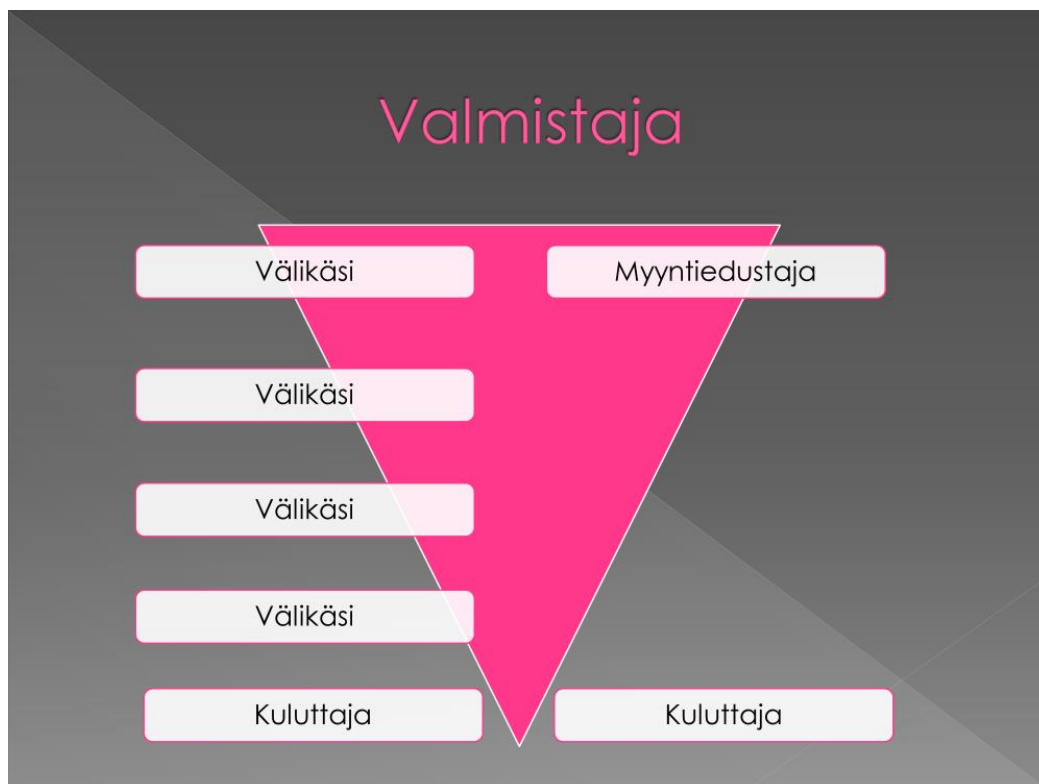 Valmistaja
Välikäsi
Myyntiedustaja
Välikäsi
Välikäsi
Välikäsi
Kuluttaja
Kuluttaja